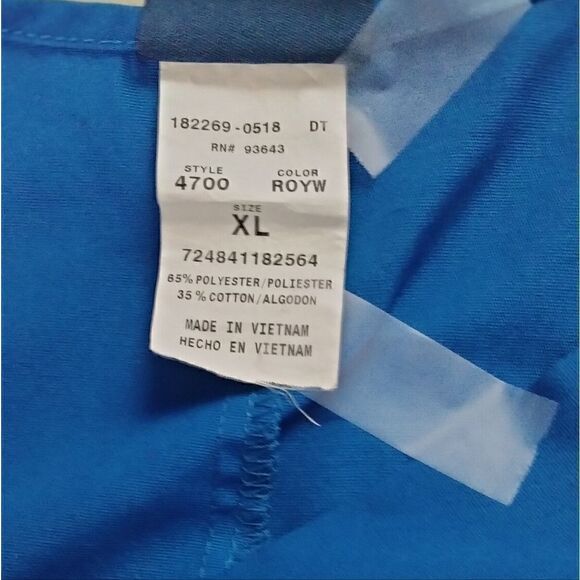 182269-0518 DT
RN# 93643
STYLE COLOR
4700 ROYW
SIZE
XL
724841182564
65% POLYESTER/POLIESTER
35% COTTON/ALGODON
MADE IN VIETNAM
HECHO EN VIETNAM